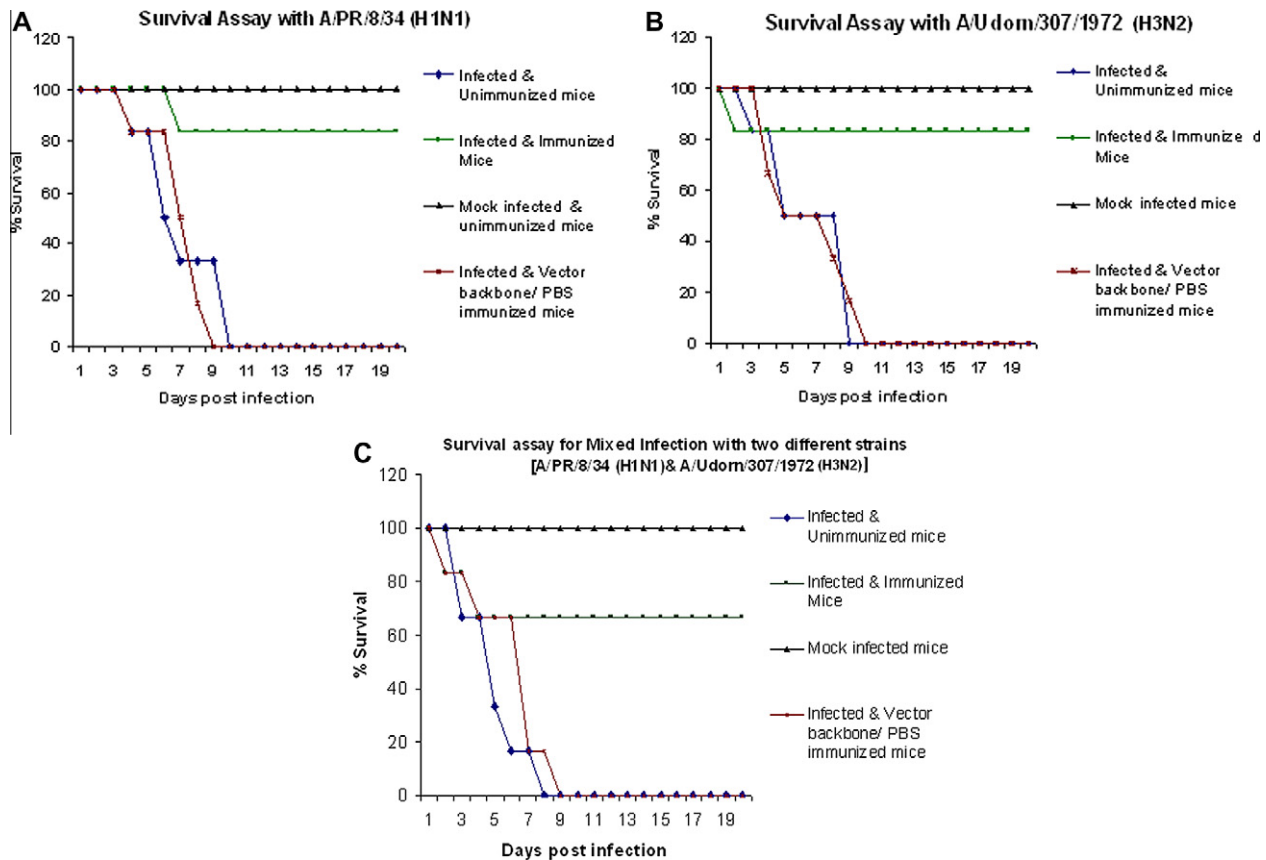 A
Survival Assay with A/PR/8/34 (H1N1)
120
100
80
60
40
20
0
% Survival
1 3 5 7 9 11 13 15 17 19
Days post infection
Infected &
Unimmunized mice
Infected & Immunized
Mice
Mock infected &
unimmunized mice
Infected & Vector
backbone/ PBS
immunized mice
B
Survival Assay with A/Udorn/307/1972 (H3N2)
120
100
80
60
40
20
0
% Survival
1 3 5 7 9 11 13 15 17 19
Days post infection
Infected &
Unimmunized mice
Infected & Immunize d
Mice
Mock infected mice
Infected & Vector
backbone/ PBS
immunized mice
C
Survival assay for Mixed Infection with two different strains
[A/PR/8/34 (H1N1)& A/Udorn/307/1972 (H3N2)]
120
100
80
60
40
20
0
% Survival
1 3 5 7 9 11 13 15 17 19
Days post infection
Infected &
Unimmunized mice
Infected & Immunized
Mice
Mock infected mice
Infected & Vector
backbone/ PBS
immunized mice